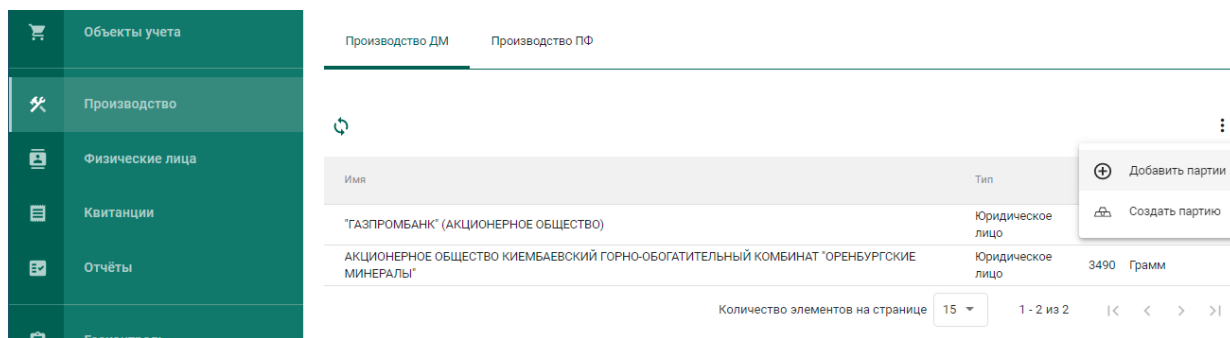 Объекты учета
Производство
Физические лица
Квитанции
Отчёты
Производство ДМ
Производство ПФ
Добавить партии
Создать партию
Имя
Тип
"ГАЗПРОМБАНК" (АКЦИОНЕРНОЕ ОБЩЕСТВО)
Юридическое
лицо
АКЦИОНЕРНОЕ ОБЩЕСТВО КИЕМБАЕВСКИЙ ГОРНО-ОБОГАТИТЕЛЬНЫЙ КОМБИНАТ "ОРЕНБУРГСКИЕ
МИНЕРАЛЫ"
Юридическое
лицо
3490 Грамм
Количество элементов на странице 15 1 - 2 из 2